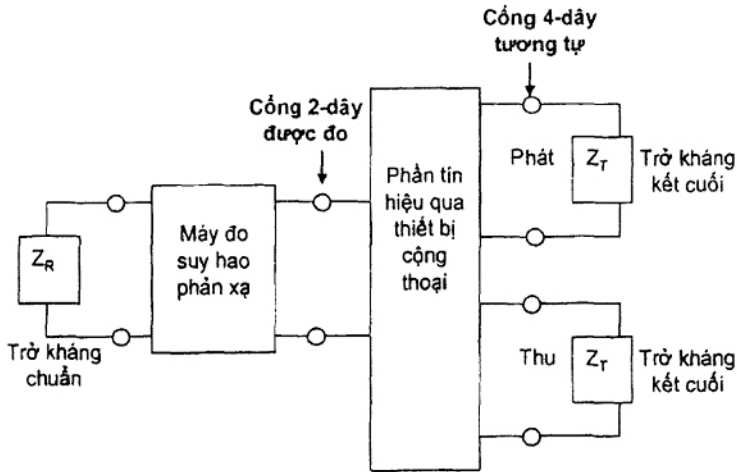 Cổng 4-dây
tương tự
Cổng 2-dây
được đo
Phát
Z_T
Trở kháng
kết cuối
Phần tín
hiệu qua
thiết bị
cộng
thoại
Z_R
Máy đo
suy hao
phản xạ
Trở kháng
chuẩn
Thu
Z_T
Trở kháng
kết cuối